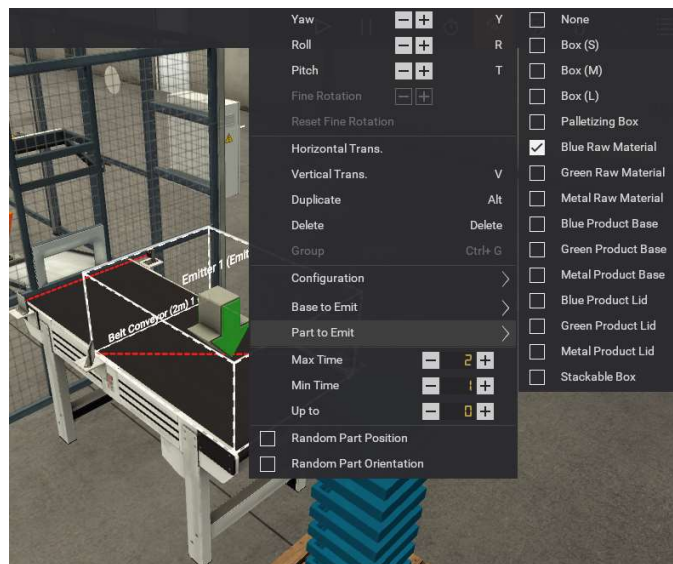 Yaw Y
Roll R
Pitch T
Fine Rotation
Reset Fine Rotation
Horizontal Trans.
Vertical Trans. V
Duplicate Alt
Delete Delete
Group Ctrl+ G
Configuration
Base to Emit
Part to Emit
Max Time 2
Min Time 1
Up to 0
Random Part Position
Random Part Orientation
None
Box (S)
Box (M)
Box (L)
Palletizing Box
Blue Raw Material
Green Raw Material
Metal Raw Material
Blue Product Base
Green Product Base
Metal Product Base
Blue Product Lid
Green Product Lid
Metal Product Lid
Stackable Box
Emitter 1 (Emit
Belt Conveyor (2m) 1